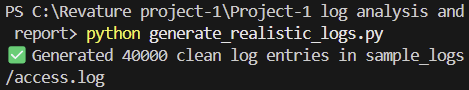 PS C:\Revature project-1\Project-1 log analysis and
 report> python generate_realistic_logs.py
✅ Generated 40000 clean log entries in sample_logs
/access.log